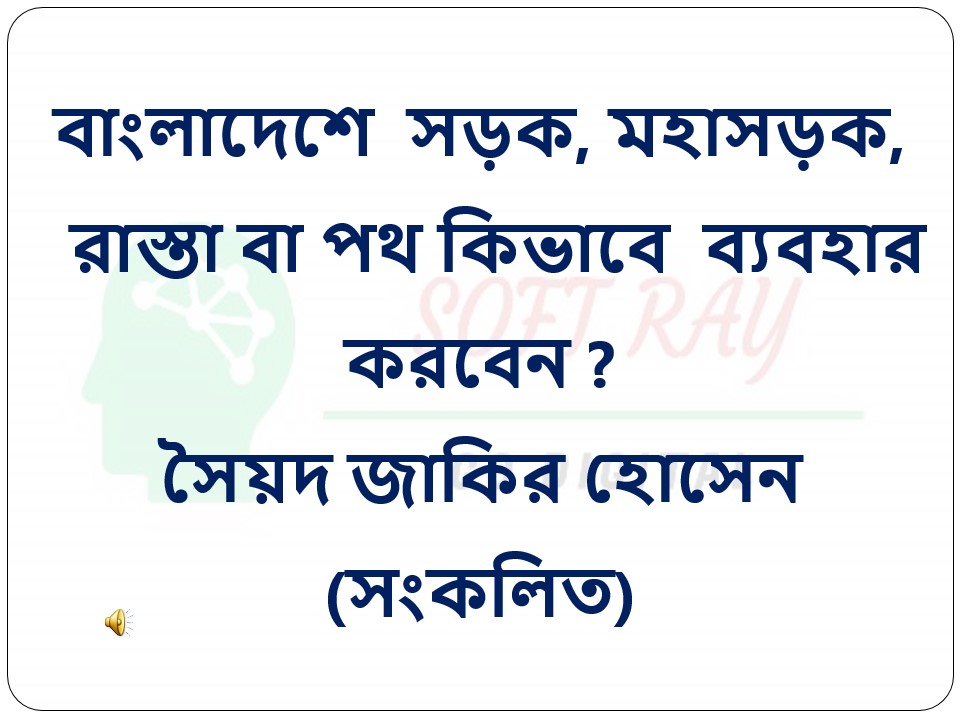 বাংলাদেশে সড়ক, মহাসড়ক,
রাস্তা বা পথ কিভাবে ব্যবহার
করবেন ?
সৈয়দ জাকির হোসেন
(সংকলিত)
SOFT RAY